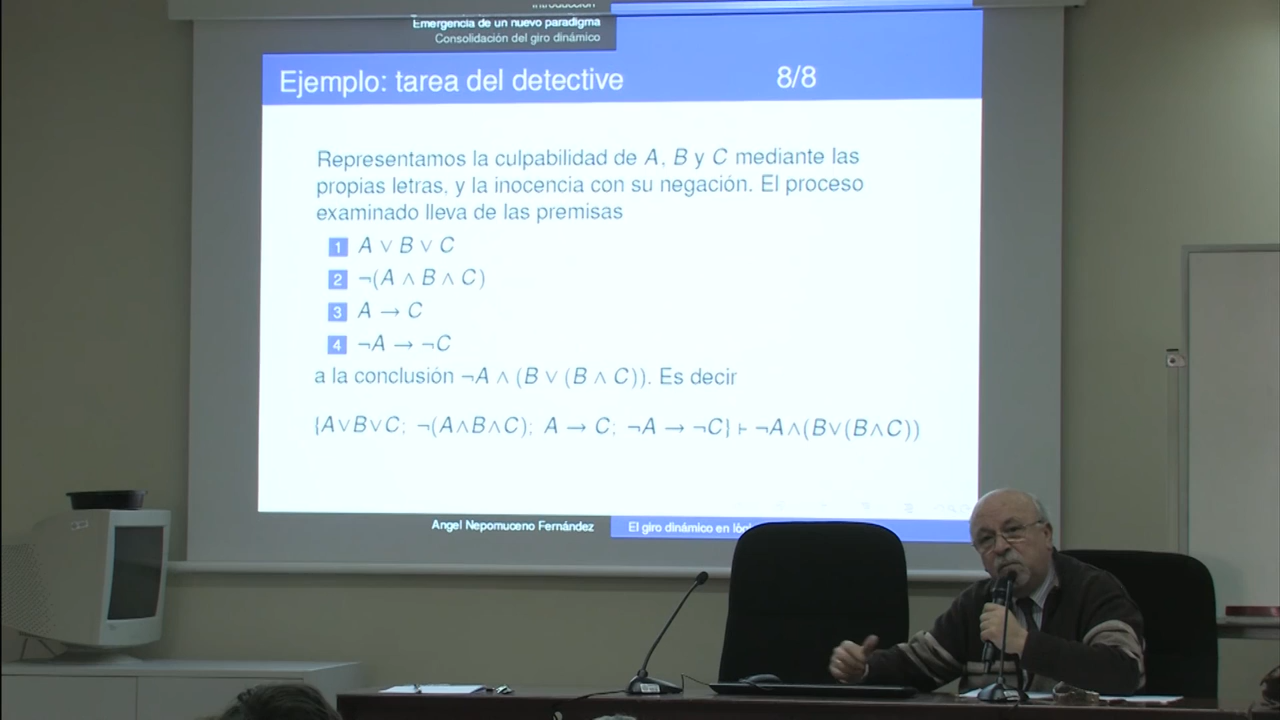 Introducción
Emergencia de un nuevo paradigma
Consolidación del giro dinámico
Ejemplo: tarea del detective 8/8
Representamos la culpabilidad de A, B y C mediante las
propias letras, y la inocencia con su negación. El proceso
examinado lleva de las premisas
1 A ∨ B ∨ C
2 ¬(A ∧ B ∧ C)
3 A → C
4 ¬A → ¬C
a la conclusión ¬A ∧ (B ∨ (B ∧ C)). Es decir
{A∨B∨C; ¬(A∧B∧C); A → C; ¬A → ¬C} ⊢ ¬A∧(B∨(B∧C))
Angel Nepomuceno Fernández El giro dinámico en